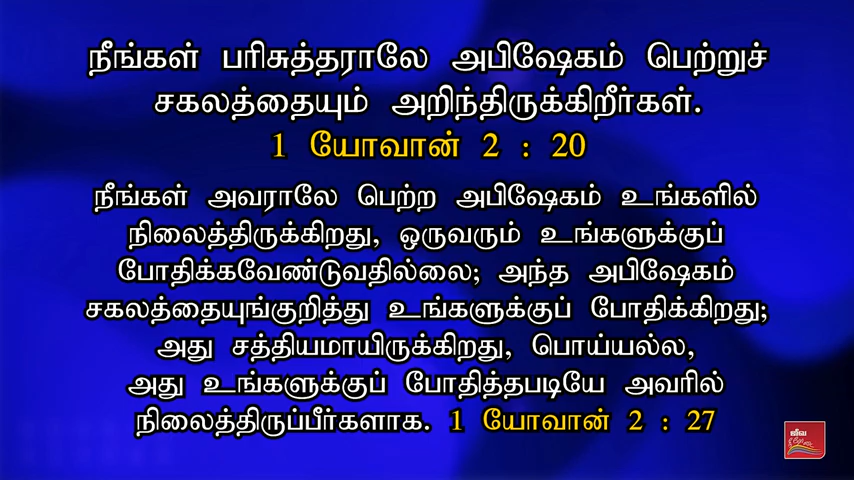 நீங்கள் பரிசுத்தராலே அபிஷேகம் பெற்றுச்
சகலத்தையும் அறிந்திருக்கிறீர்கள்.
1 யோவான் 2 : 20
நீங்கள் அவராலே பெற்ற அபிஷேகம் உங்களில்
நிலைத்திருக்கிறது, ஒருவரும் உங்களுக்குப்
போதிக்கவேண்டுவதில்லை; அந்த அபிஷேகம்
சகலத்தையுங்குறித்து உங்களுக்குப் போதிக்கிறது;
அது சத்தியமாயிருக்கிறது, பொய்யல்ல,
அது உங்களுக்குப் போதித்தபடியே அவரில்
நிலைத்திருப்பீர்களாக. 1 யோவான் 2 : 27
ஜீவ